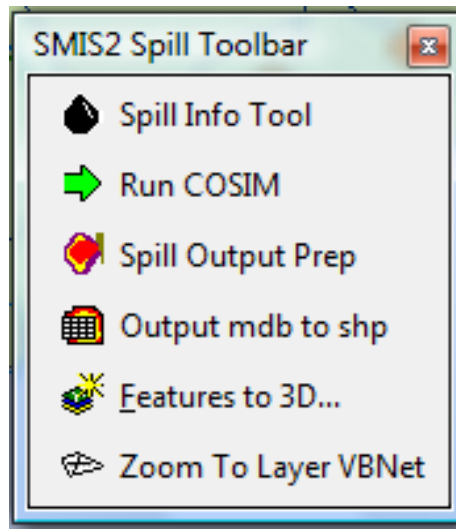 SMIS2 Spill Toolbar
Spill Info Tool
Run COSIM
Spill Output Prep
Output mdb to shp
Features to 3D...
Zoom To Layer VBNet